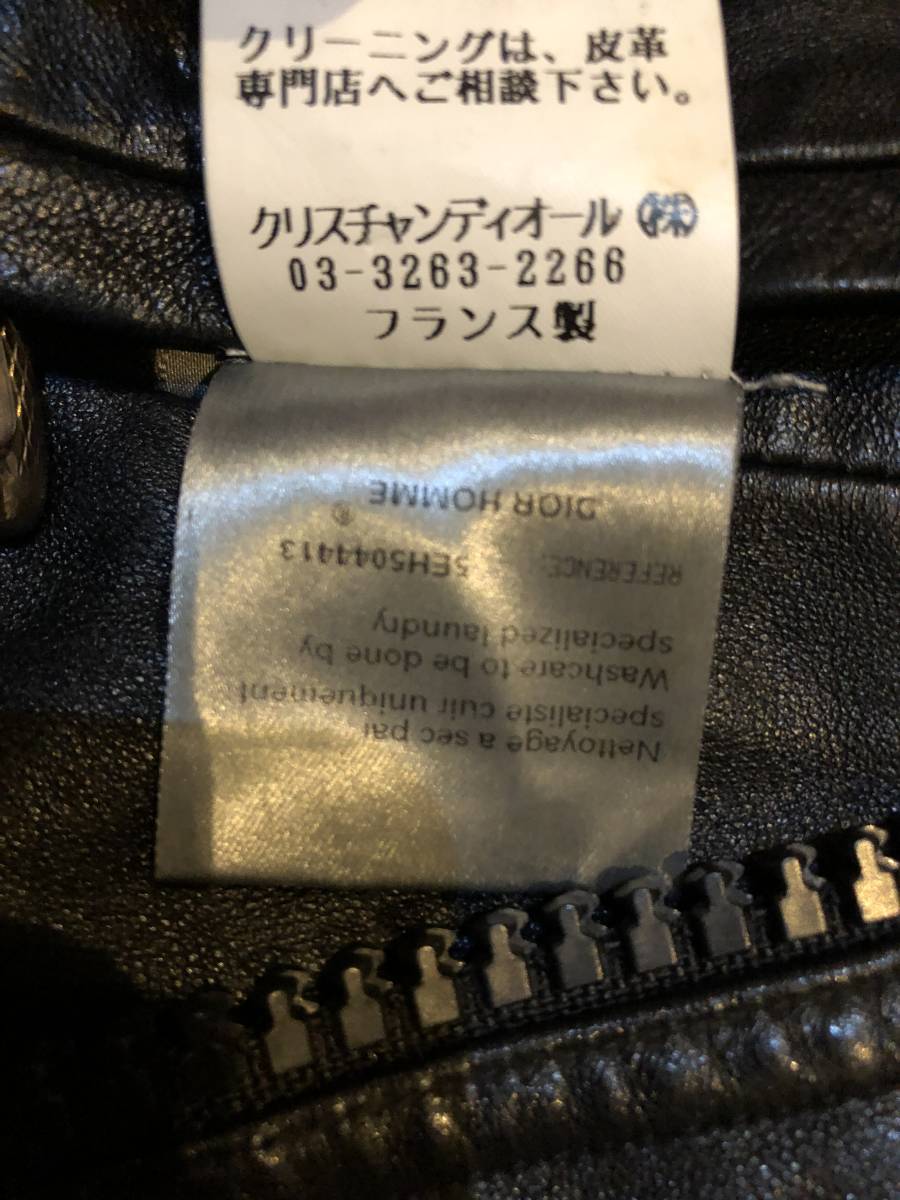 クリーニングは、皮革
専門店へご相談下さい。
クリスチャンディオール㈱
03-3263-2266
フランス製
Nettoyage a sec par
specialiste cuir uniquement
Washcare to be done by
specialized laundry
REFERENCE: 5EH5044413
®
DIOR HOMME